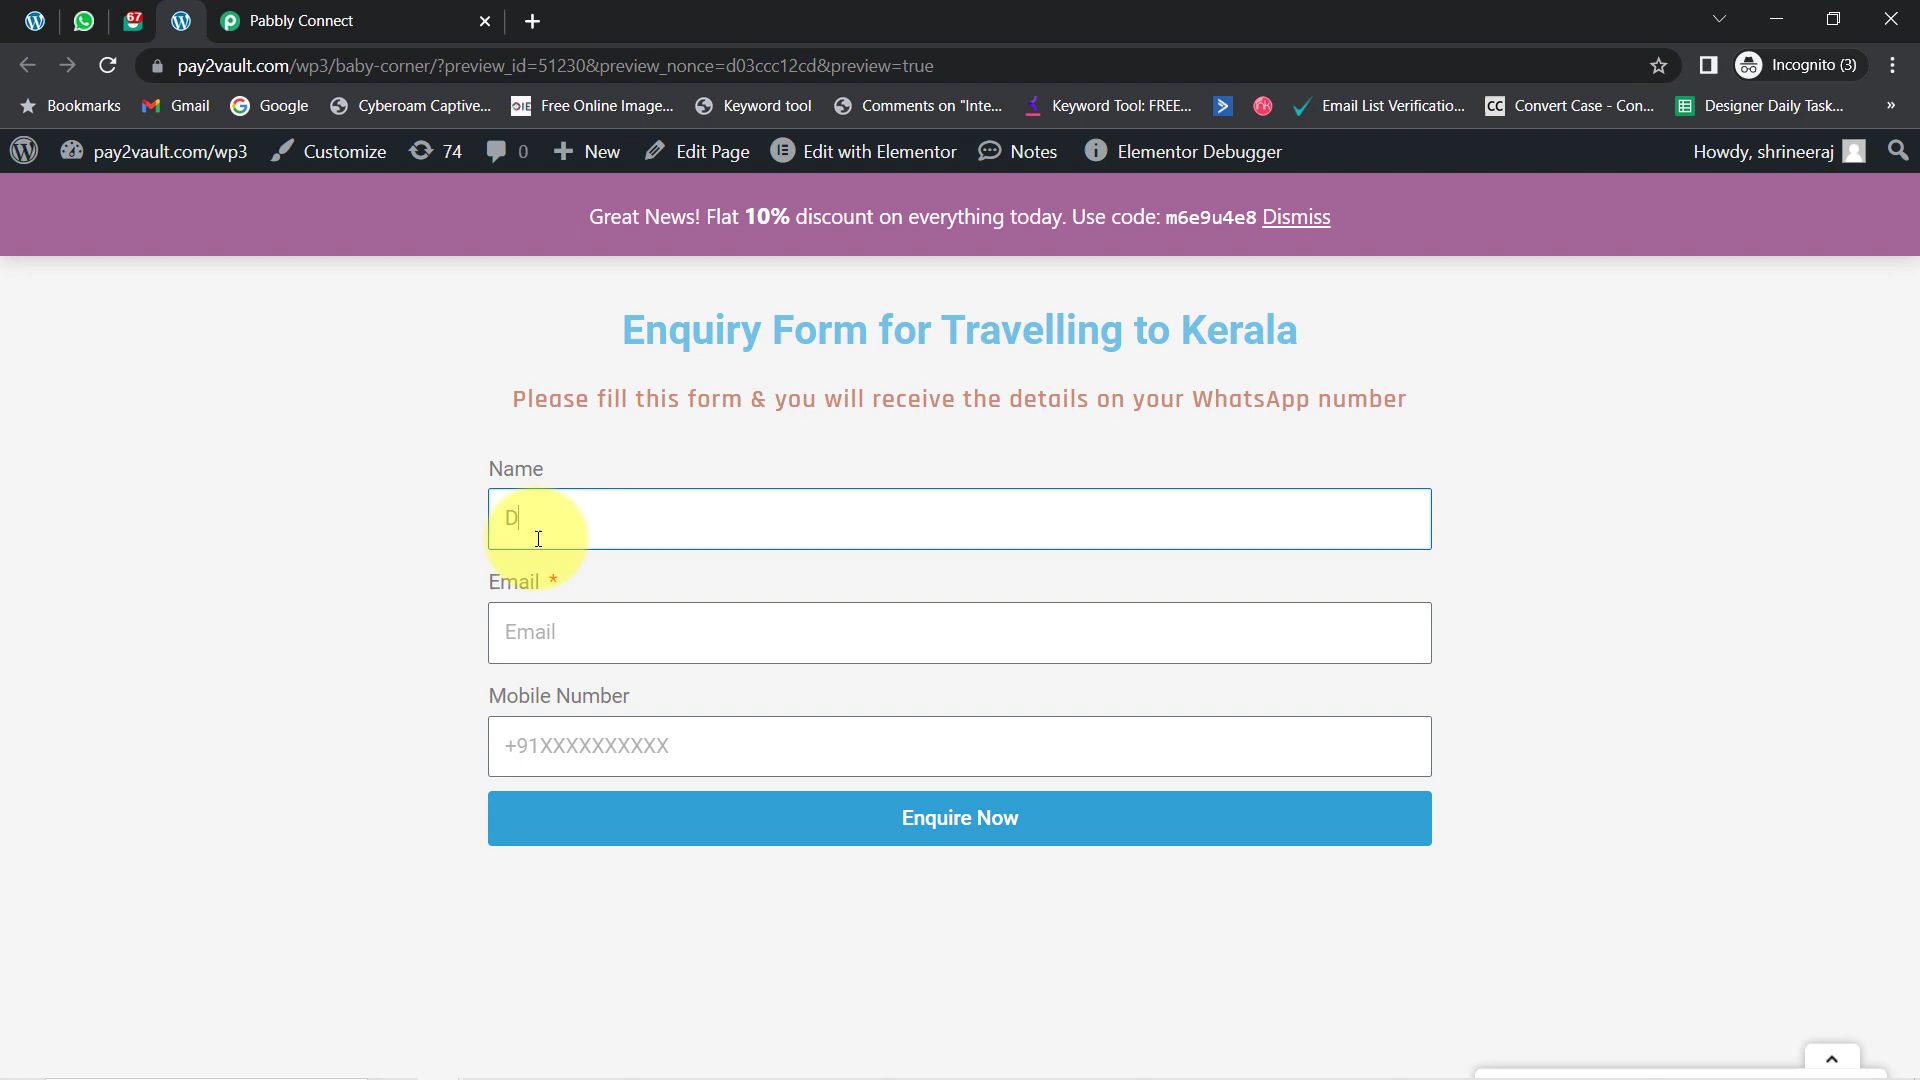 67
Pabbly Connect
pay2vault.com/wp3/baby-corner/?preview_id=51230&preview_nonce=d03ccc12cd&preview=true
Incognito (3)
Bookmarks
Gmail
Google
Cyberoam Captive...
OIE Free Online Image...
Keyword tool
Comments on "Inte...
Keyword Tool: FREE...
Email List Verificatio...
CC Convert Case - Con...
Designer Daily Task...
»
pay2vault.com/wp3
Customize
74
0
New
Edit Page
Edit with Elementor
Notes
Elementor Debugger
Howdy, shrineeraj
Great News! Flat 10% discount on everything today. Use code: m6e9u4e8 Dismiss
Enquiry Form for Travelling to Kerala
Please fill this form & you will receive the details on your WhatsApp number
Name
D
Email *
Email
Mobile Number
+91XXXXXXXXXX
Enquire Now